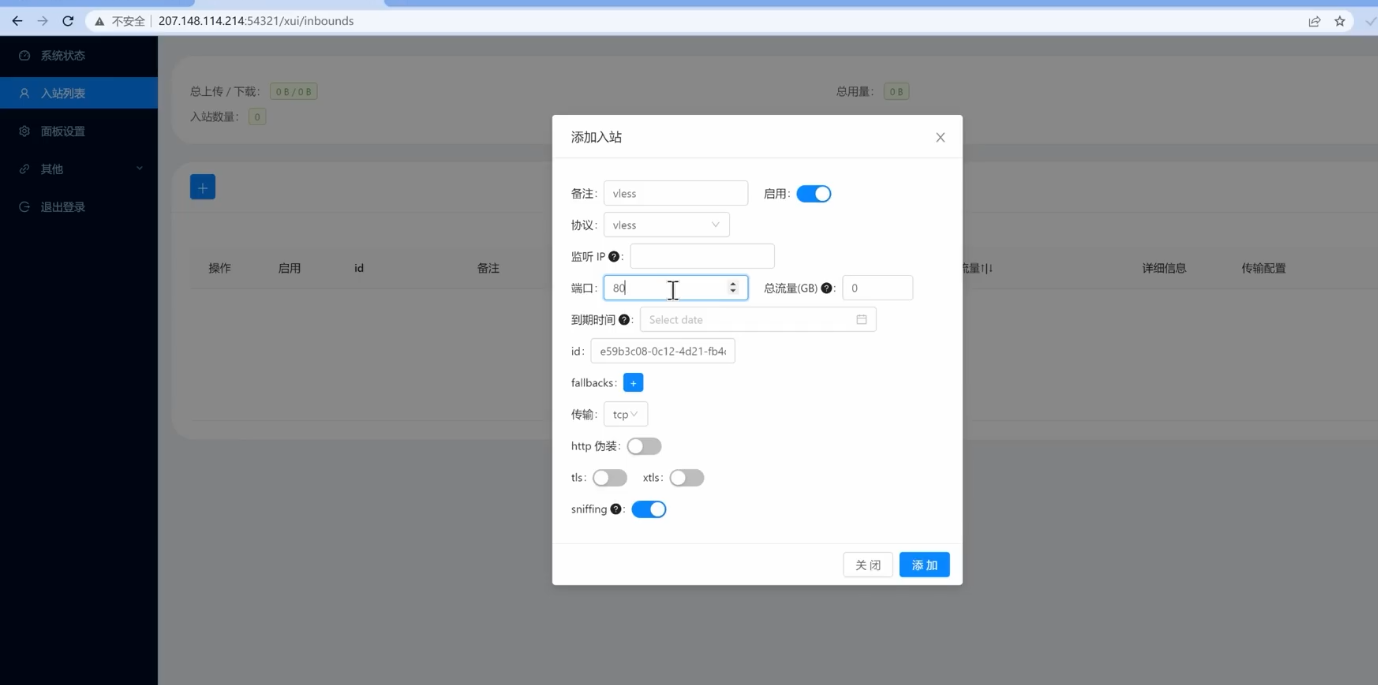 不安全 207.148.114.214:54321/xui/inbounds
系统状态
入站列表
面板设置
其他
退出登录
总上传 / 下载: 0 B / 0 B
总用量: 0 B
入站数量: 0
操作 启用 id 备注 流量 详细信息 传输配置
添加入站
备注: vless 启用:
协议: vless
监听 IP ?:
端口: 80 总流量(GB) ?: 0
到期时间 ?: Select date
id: e59b3c08-0c12-4d21-fb4
fallbacks: +
传输: tcp
http 伪装:
tls: xtls:
sniffing ?:
关 闭 添 加